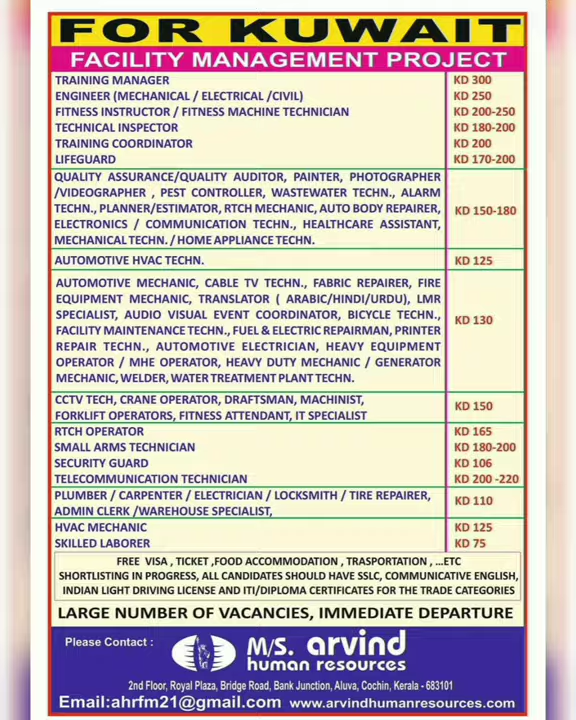 FOR KUWAIT
FACILITY MANAGEMENT PROJECT
TRAINING MANAGER KD 300
ENGINEER (MECHANICAL / ELECTRICAL /CIVIL) KD 250
FITNESS INSTRUCTOR / FITNESS MACHINE TECHNICIAN KD 200-250
TECHNICAL INSPECTOR KD 180-200
TRAINING COORDINATOR KD 200
LIFEGUARD KD 170-200
QUALITY ASSURANCE/QUALITY AUDITOR, PAINTER, PHOTOGRAPHER
/VIDEOGRAPHER , PEST CONTROLLER, WASTEWATER TECHN., ALARM
TECHN., PLANNER/ESTIMATOR, RTCH MECHANIC, AUTO BODY REPAIRER, KD 150-180
ELECTRONICS / COMMUNICATION TECHN., HEALTHCARE ASSISTANT,
MECHANICAL TECHN. / HOME APPLIANCE TECHN.
AUTOMOTIVE HVAC TECHN. KD 125
AUTOMOTIVE MECHANIC, CABLE TV TECHN., FABRIC REPAIRER, FIRE
EQUIPMENT MECHANIC, TRANSLATOR ( ARABIC/HINDI/URDU), LMR
SPECIALIST, AUDIO VISUAL EVENT COORDINATOR, BICYCLE TECHN., KD 130
FACILITY MAINTENANCE TECHN., FUEL & ELECTRIC REPAIRMAN, PRINTER
REPAIR TECHN., AUTOMOTIVE ELECTRICIAN, HEAVY EQUIPMENT
OPERATOR / MHE OPERATOR, HEAVY DUTY MECHANIC / GENERATOR
MECHANIC, WELDER, WATER TREATMENT PLANT TECHN.
CCTV TECH, CRANE OPERATOR, DRAFTSMAN, MACHINIST, KD 150
FORKLIFT OPERATORS, FITNESS ATTENDANT, IT SPECIALIST
RTCH OPERATOR KD 165
SMALL ARMS TECHNICIAN KD 180-200
SECURITY GUARD KD 106
TELECOMMUNICATION TECHNICIAN KD 200 -220
PLUMBER / CARPENTER / ELECTRICIAN / LOCKSMITH / TIRE REPAIRER, KD 110
ADMIN CLERK /WAREHOUSE SPECIALIST,
HVAC MECHANIC KD 125
SKILLED LABORER KD 75
FREE VISA , TICKET ,FOOD ACCOMMODATION , TRASPORTATION , ...ETC
SHORTLISTING IN PROGRESS, ALL CANDIDATES SHOULD HAVE SSLC, COMMUNICATIVE ENGLISH,
INDIAN LIGHT DRIVING LICENSE AND ITI/DIPLOMA CERTIFICATES FOR THE TRADE CATEGORIES
LARGE NUMBER OF VACANCIES, IMMEDIATE DEPARTURE
Please Contact :
M/S. arvind
human resources
2nd Floor, Royal Plaza, Bridge Road, Bank Junction, Aluva, Cochin, Kerala - 683101
Email:ahrfm21@gmail.com www.arvindhumanresources.com